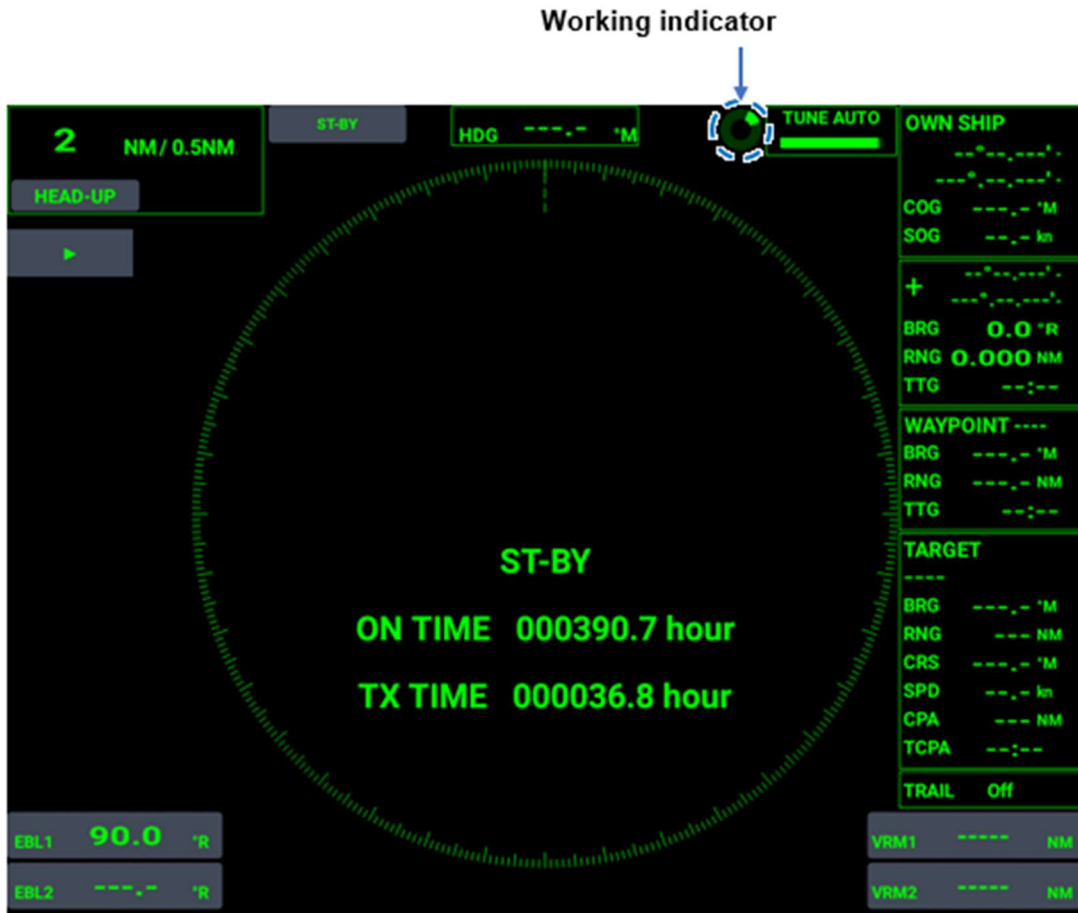 Working indicator
2 NM / 0.5NM
HEAD-UP
►
ST-BY
HDG ---.- °M
TUNE AUTO
OWN SHIP
--°--.---'-
---°--.---'-
COG ---.- °M
SOG --.- kn
+ --°--.---'-
---°--.---'-
BRG 0.0 °R
RNG 0.000 NM
TTG --:--
WAYPOINT ----
BRG ---.- °M
RNG ---.- NM
TTG --:--
TARGET
----
BRG ---.- °M
RNG --- NM
CRS ---.- °M
SPD --.- kn
CPA --- NM
TCPA --:--
TRAIL Off
ST-BY
ON TIME 000390.7 hour
TX TIME 000036.8 hour
EBL1 90.0 °R
EBL2 ---.- °R
VRM1 ----- NM
VRM2 ----- NM